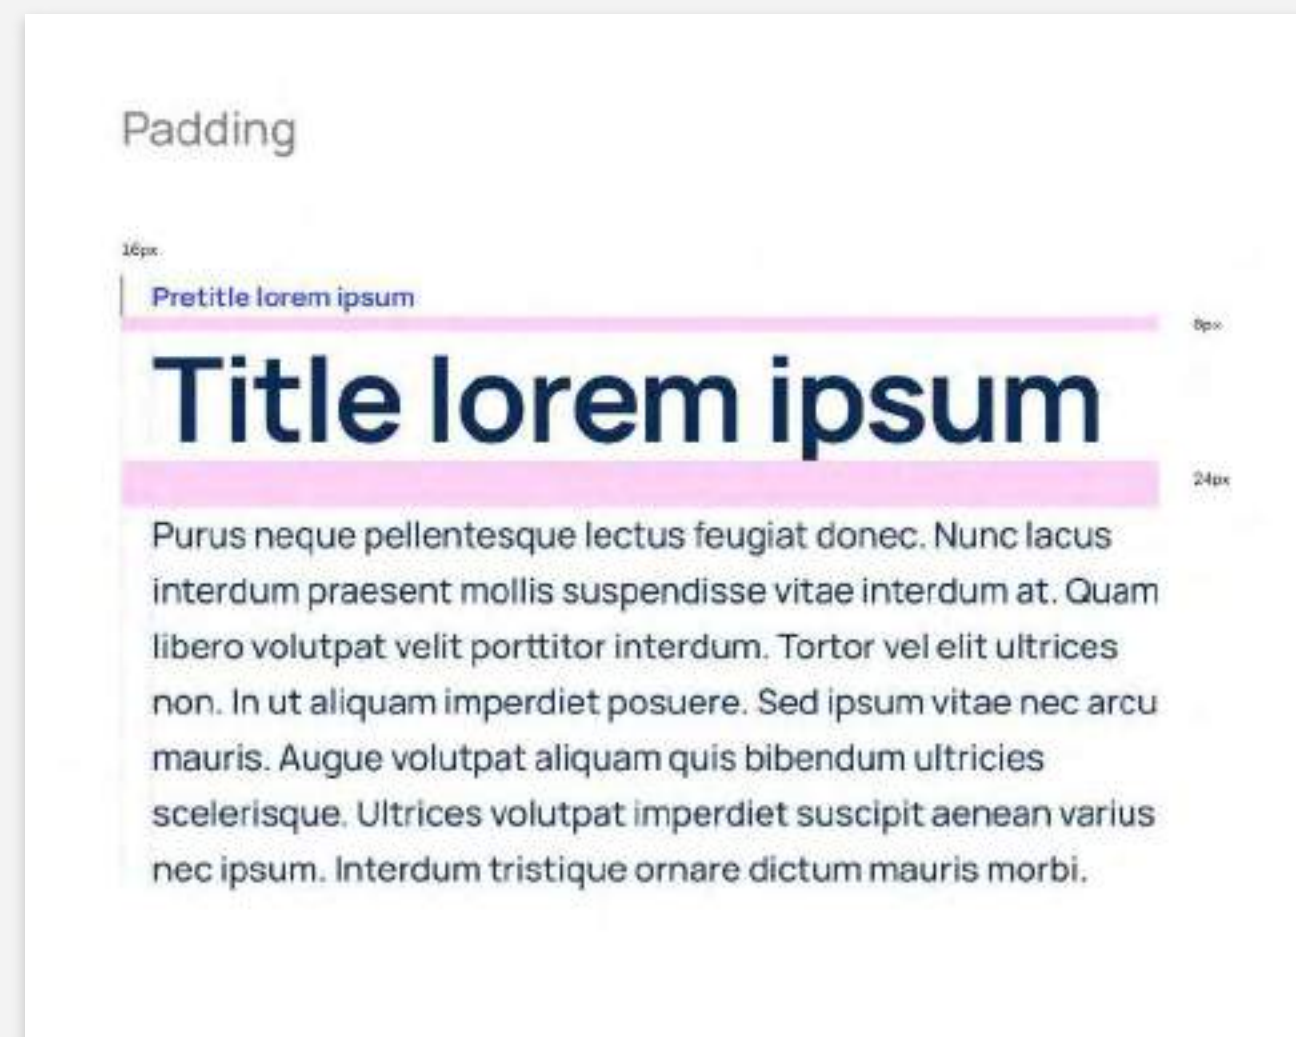 Padding
16px
Pretitle lorem ipsum
8px
Title lorem ipsum
24px
Purus neque pellentesque lectus feugiat donec. Nunc lacus
interdum praesent mollis suspendisse vitae interdum at. Quam
libero volutpat velit porttitor interdum. Tortor vel elit ultrices
non. In ut aliquam imperdiet posuere. Sed ipsum vitae nec arcu
mauris. Augue volutpat aliquam quis bibendum ultricies
scelerisque. Ultrices volutpat imperdiet suscipit aenean varius
nec ipsum. Interdum tristique ornare dictum mauris morbi.